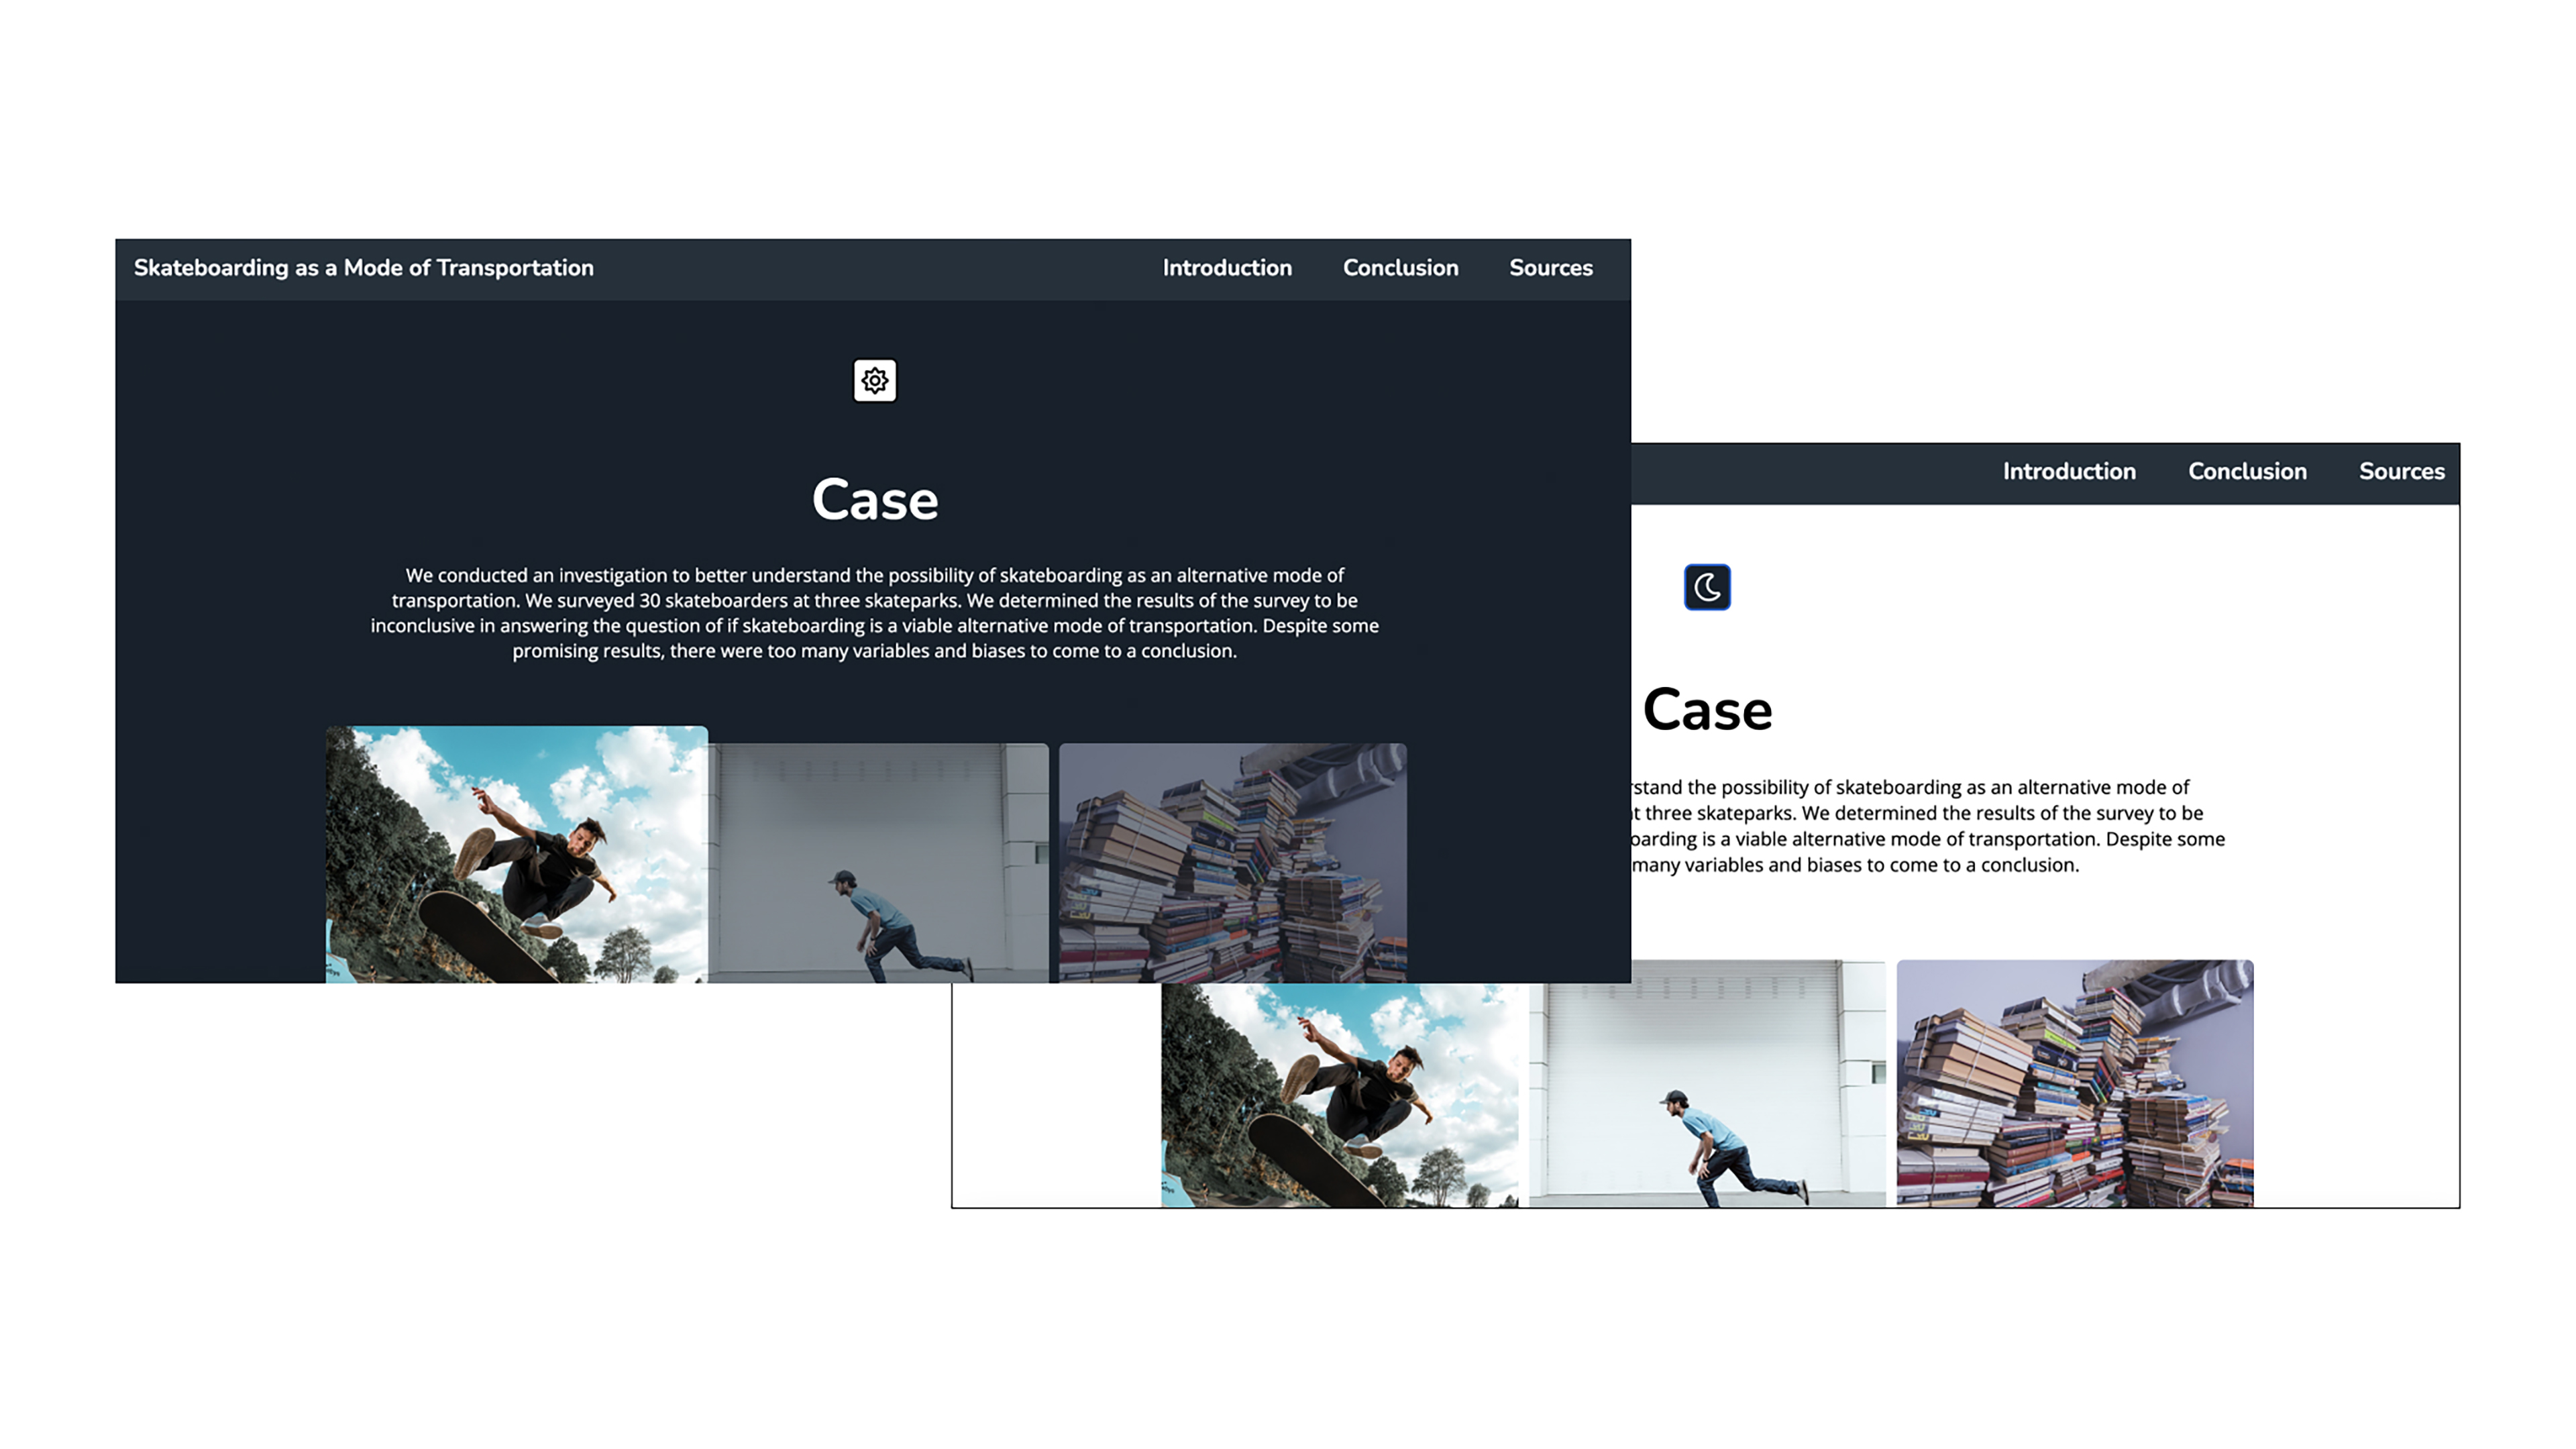 Skateboarding as a Mode of Transportation
Introduction
Conclusion
Sources
Case
We conducted an investigation to better understand the possibility of skateboarding as an alternative mode of
transportation. We surveyed 30 skateboarders at three skateparks. We determined the results of the survey to be
inconclusive in answering the question of if skateboarding is a viable alternative mode of transportation. Despite some
promising results, there were too many variables and biases to come to a conclusion.
Introduction
Conclusion
Sources
Case
the possibility of skateboarding as an alternative mode of
three skateparks. We determined the results of the survey to be
is a viable alternative mode of transportation. Despite some
many variables and biases to come to a conclusion.